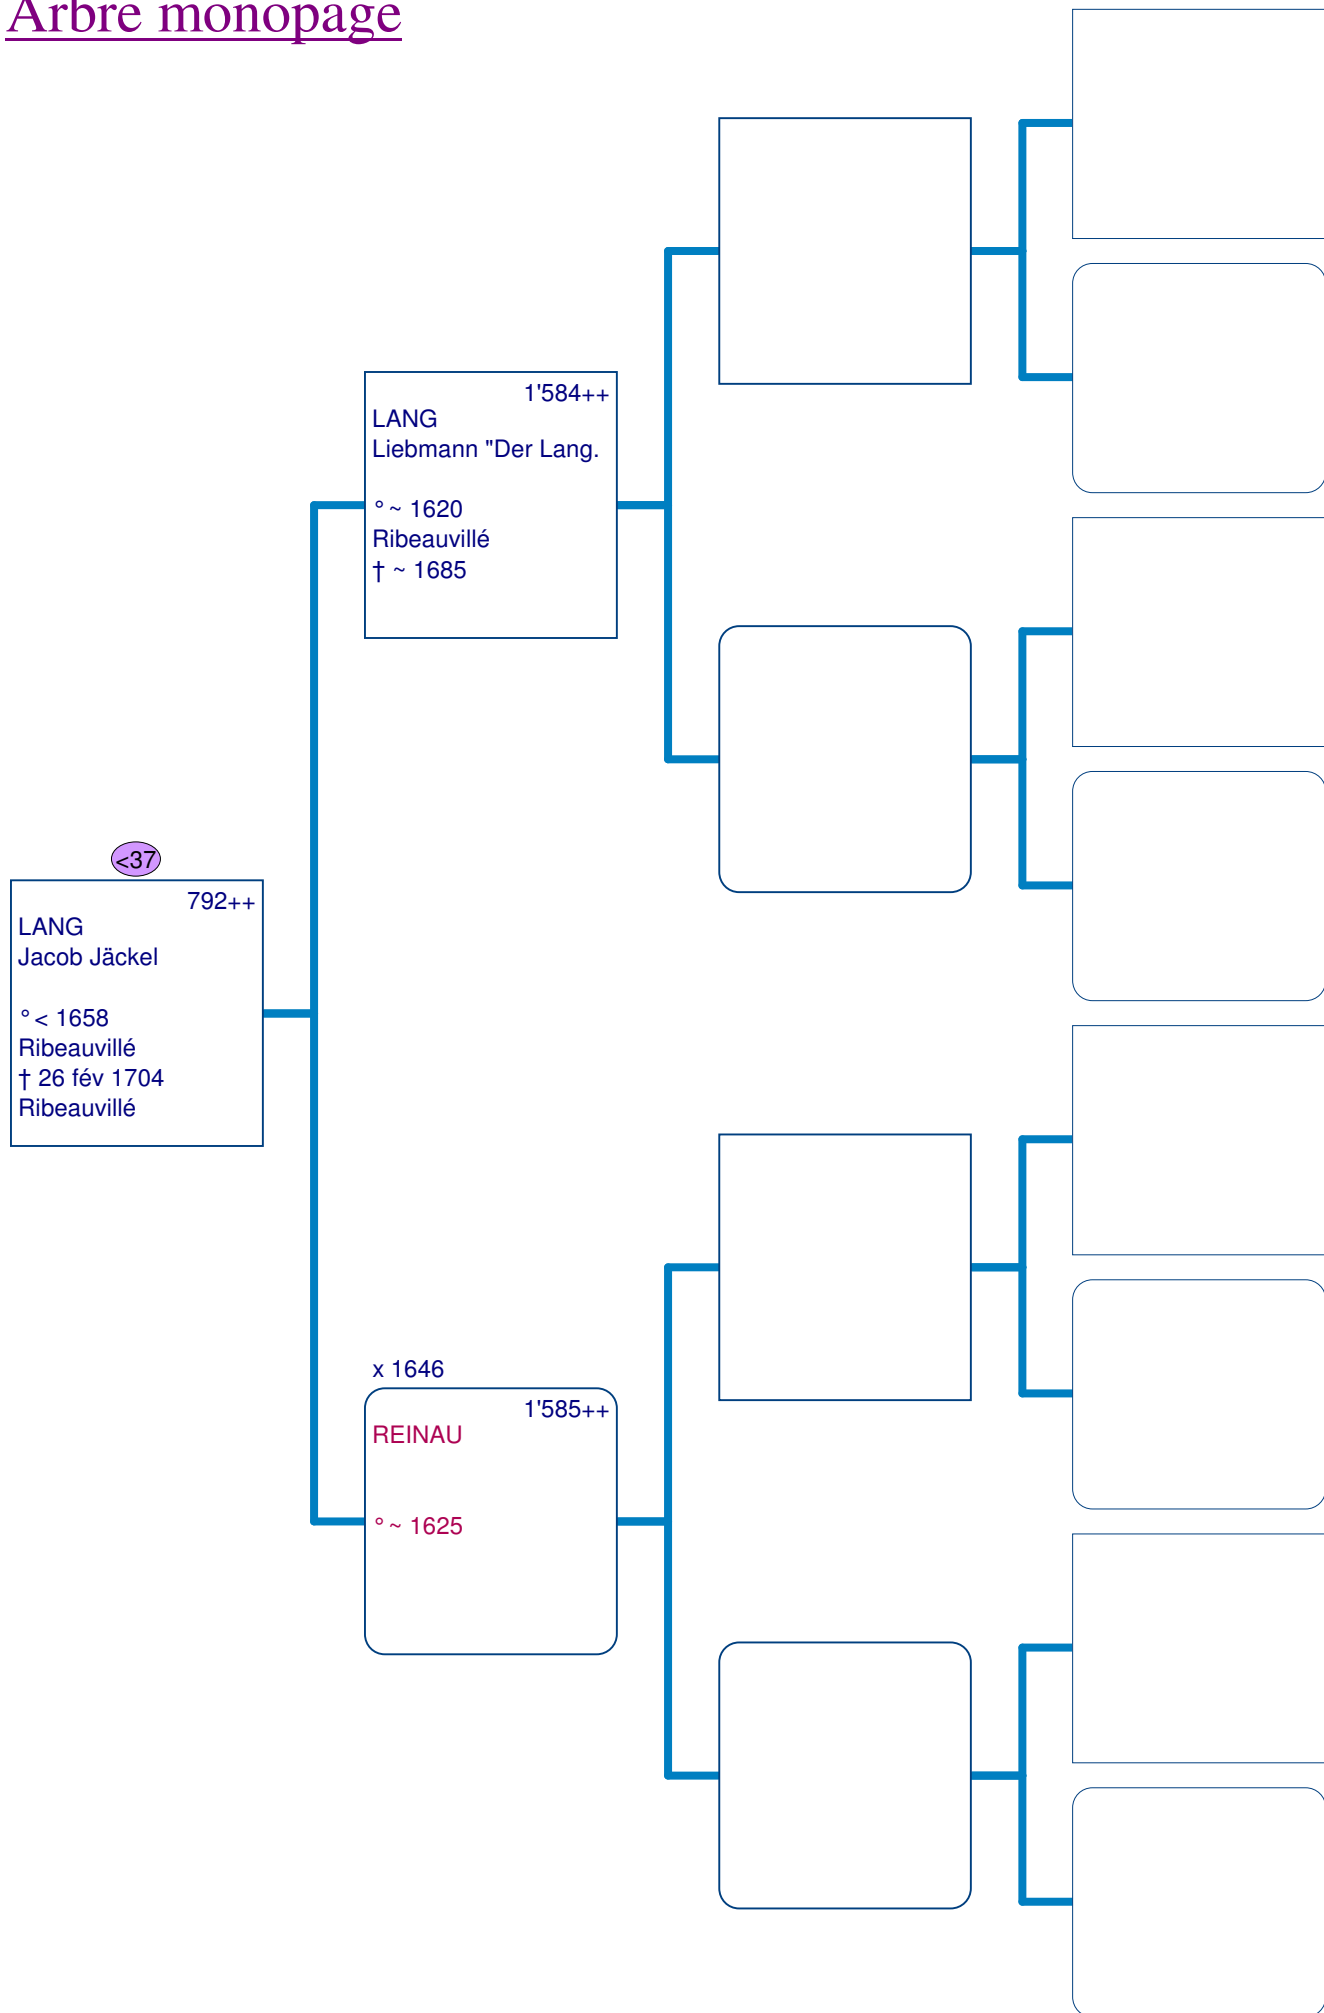 Arbre monopage
1'584++
LANG
Liebmann "Der Lang.
° ~ 1620
Ribeauvillé
† ~ 1685
<37
792++
LANG
Jacob Jäckel
° < 1658
Ribeauvillé
† 26 fév 1704
Ribeauvillé
x 1646
1'585++
REINAU
° ~ 1625